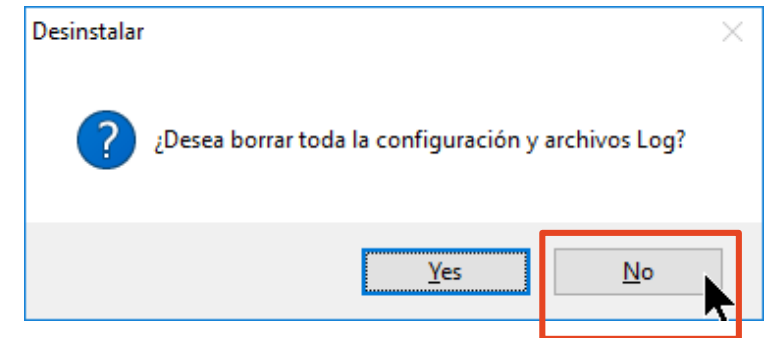 Desinstalar
¿Desea borrar toda la configuración y archivos Log?
Yes
No